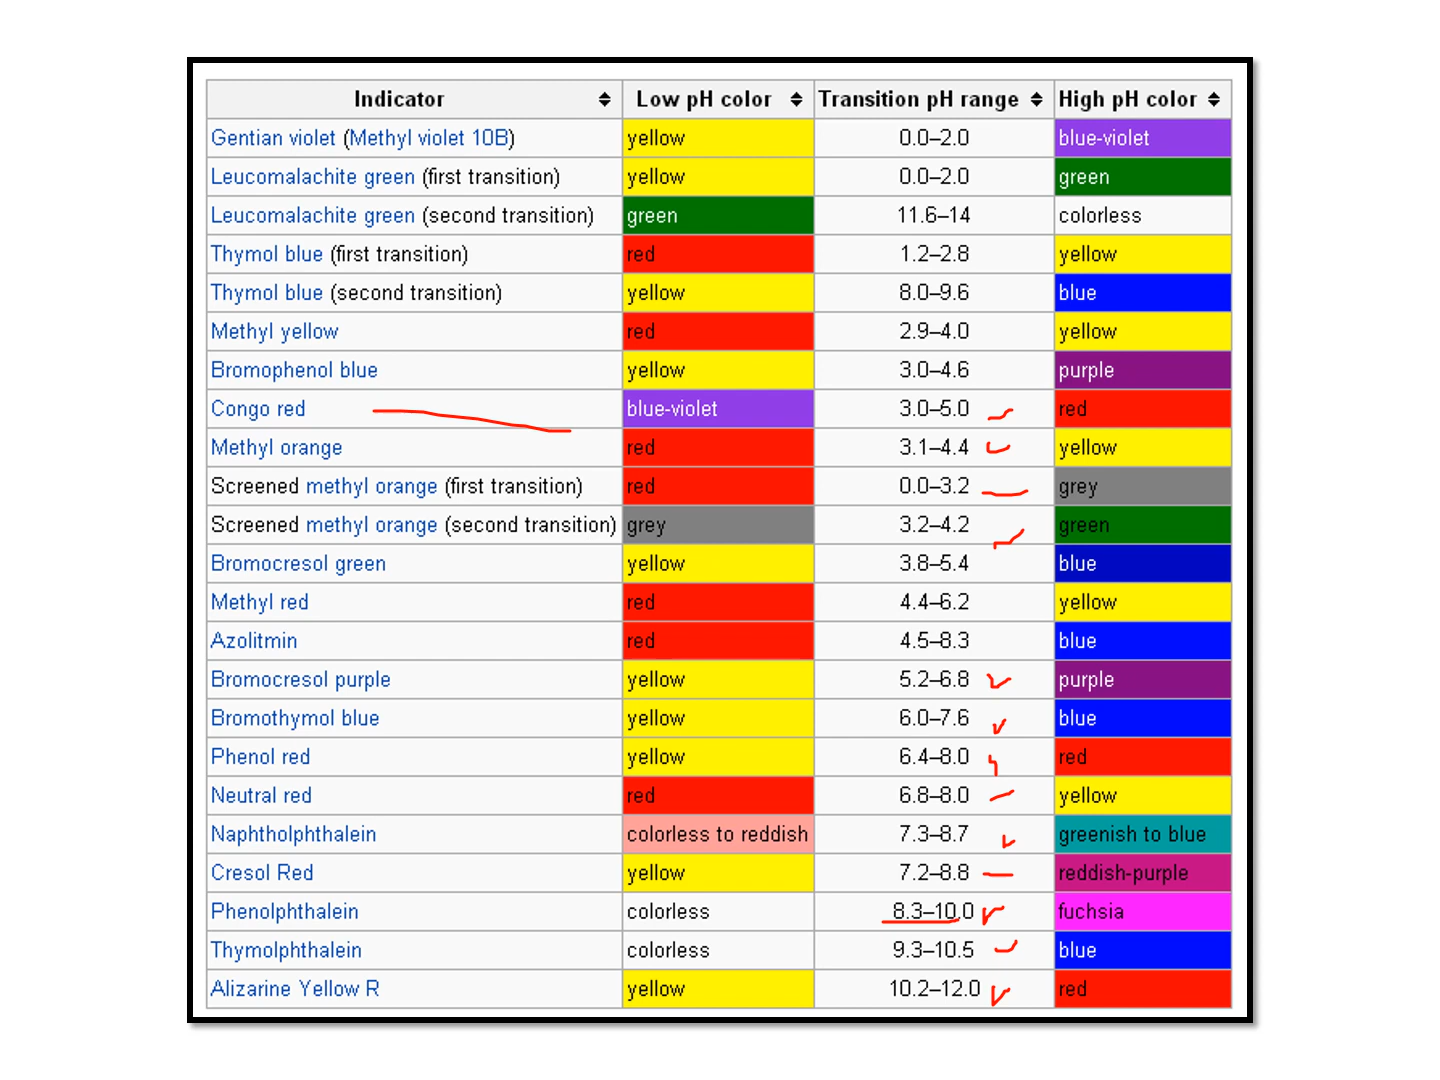 Indicator Low pH color Transition pH range High pH color
Gentian violet (Methyl violet 10B) yellow 0.0–2.0 blue-violet
Leucomalachite green (first transition) yellow 0.0–2.0 green
Leucomalachite green (second transition) green 11.6–14 colorless
Thymol blue (first transition) red 1.2–2.8 yellow
Thymol blue (second transition) yellow 8.0–9.6 blue
Methyl yellow red 2.9–4.0 yellow
Bromophenol blue yellow 3.0–4.6 purple
Congo red blue-violet 3.0–5.0 red
Methyl orange red 3.1–4.4 yellow
Screened methyl orange (first transition) red 0.0–3.2 grey
Screened methyl orange (second transition) grey 3.2–4.2 green
Bromocresol green yellow 3.8–5.4 blue
Methyl red red 4.4–6.2 yellow
Azolitmin red 4.5–8.3 blue
Bromocresol purple yellow 5.2–6.8 purple
Bromothymol blue yellow 6.0–7.6 blue
Phenol red yellow 6.4–8.0 red
Neutral red red 6.8–8.0 yellow
Naphtholphthalein colorless to reddish 7.3–8.7 greenish to blue
Cresol Red yellow 7.2–8.8 reddish-purple
Phenolphthalein colorless 8.3–10.0 fuchsia
Thymolphthalein colorless 9.3–10.5 blue
Alizarine Yellow R yellow 10.2–12.0 red